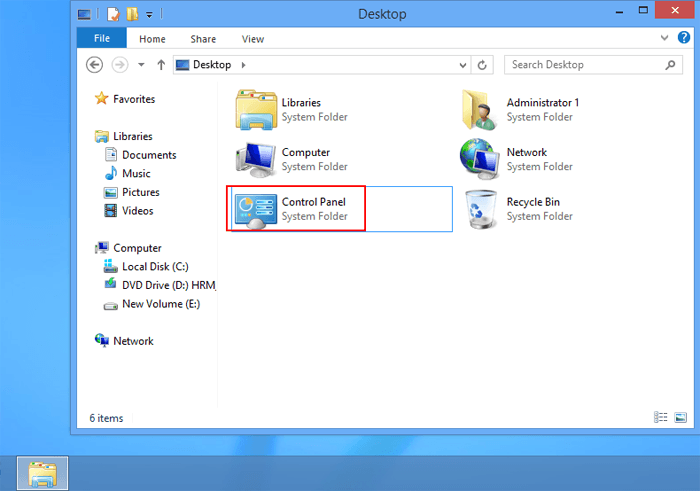 Desktop
File Home Share View
Desktop
Search Desktop
Favorites
Libraries
Documents
Music
Pictures
Videos
Computer
Local Disk (C:)
DVD Drive (D:) HRM_
New Volume (E:)
Network
Libraries
System Folder
Administrator 1
System Folder
Computer
System Folder
Network
System Folder
Control Panel
System Folder
Recycle Bin
System Folder
6 items